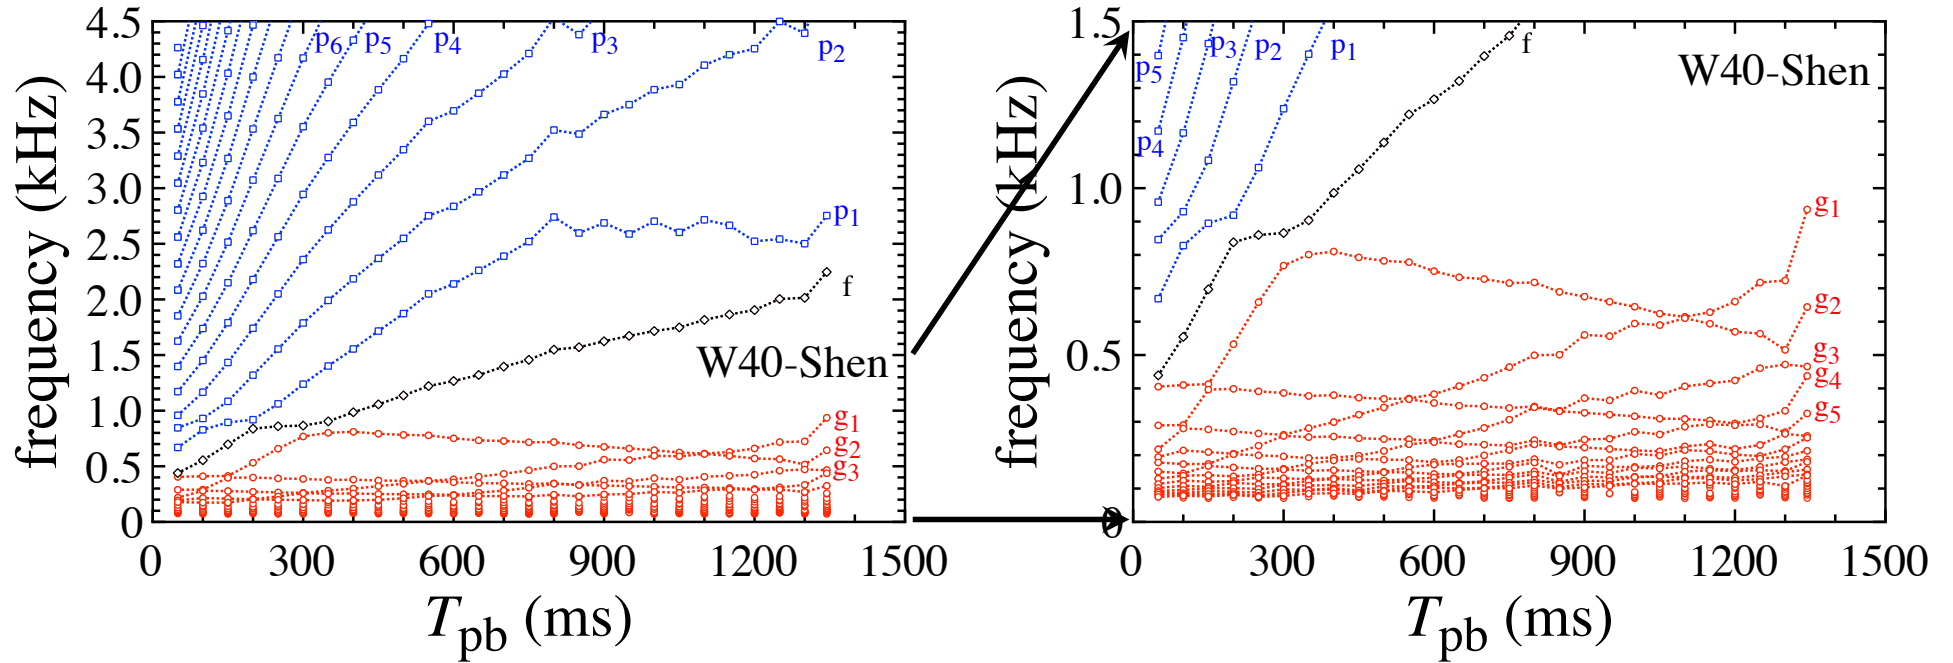 4.5
4.0
3.5
3.0
2.5
2.0
1.5
1.0
0.5
0
frequency (kHz)
p6
p5
p4
p3
p2
p1
f
W40-Shen
g1
g2
g3
0
300
600
900
1200
1500
Tpb (ms)
1.5
1.0
0.5
0
frequency (kHz)
p5
p4
p3
p2
p1
f
W40-Shen
g1
g2
g3
g4
g5
0
300
600
900
1200
1500
Tpb (ms)